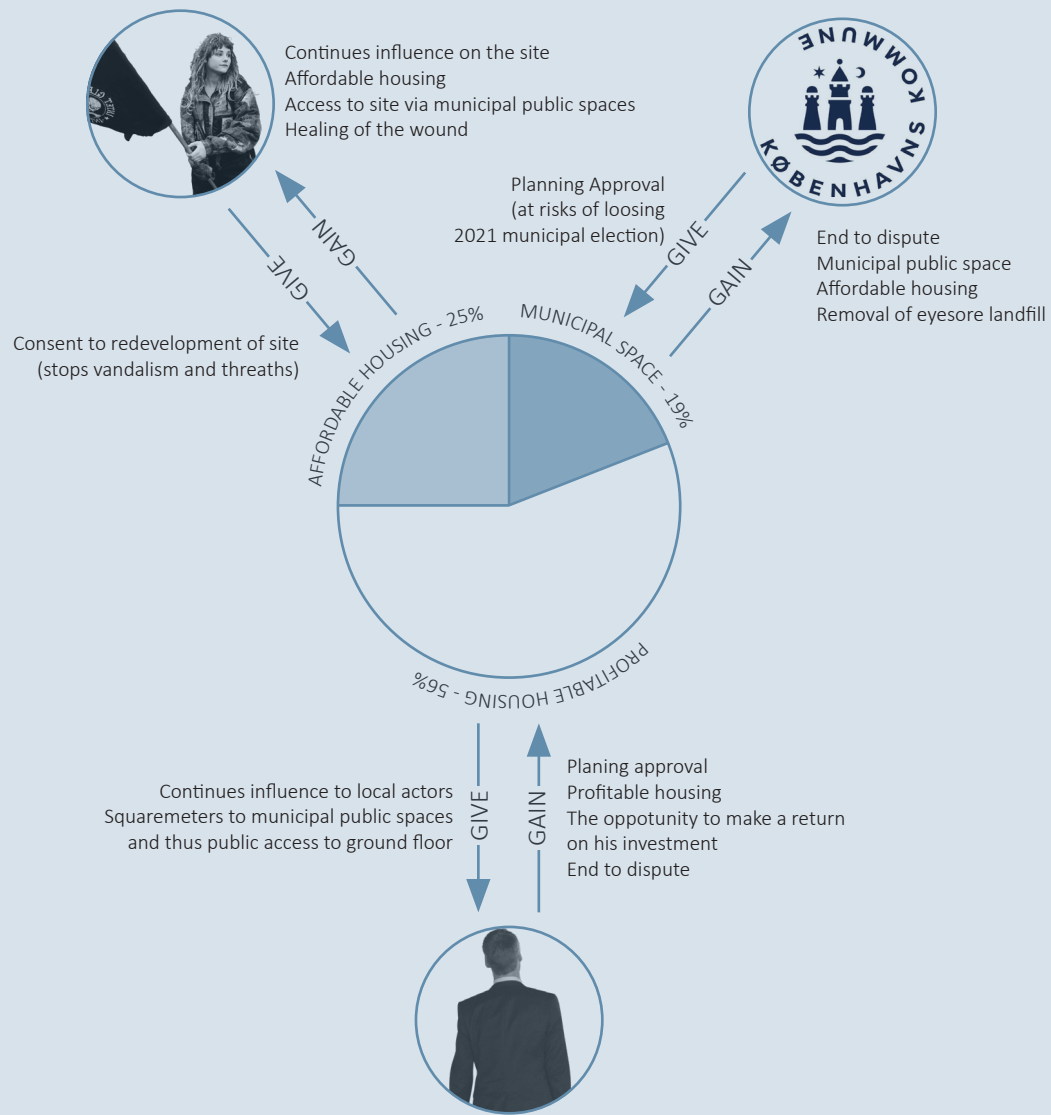 Continues influence on the site
Affordable housing
Access to site via municipal public spaces
Healing of the wound
KØBENHAVNS KOMMUNE
Planning Approval
(at risks of loosing
2021 municipal election)
GIVE
GAIN
End to dispute
Municipal public space
Affordable housing
Removal of eyesore landfill
GAIN
GIVE
Consent to redevelopment of site
(stops vandalism and threaths)
AFFORDABLE HOUSING - 25%
MUNICIPAL SPACE - 19%
PROFITABLE HOUSING - 56%
Continues influence to local actors
Squaremeters to municipal public spaces
and thus public access to ground floor
GIVE
GAIN
Planing approval
Profitable housing
The oppotunity to make a return
on his investment
End to dispute